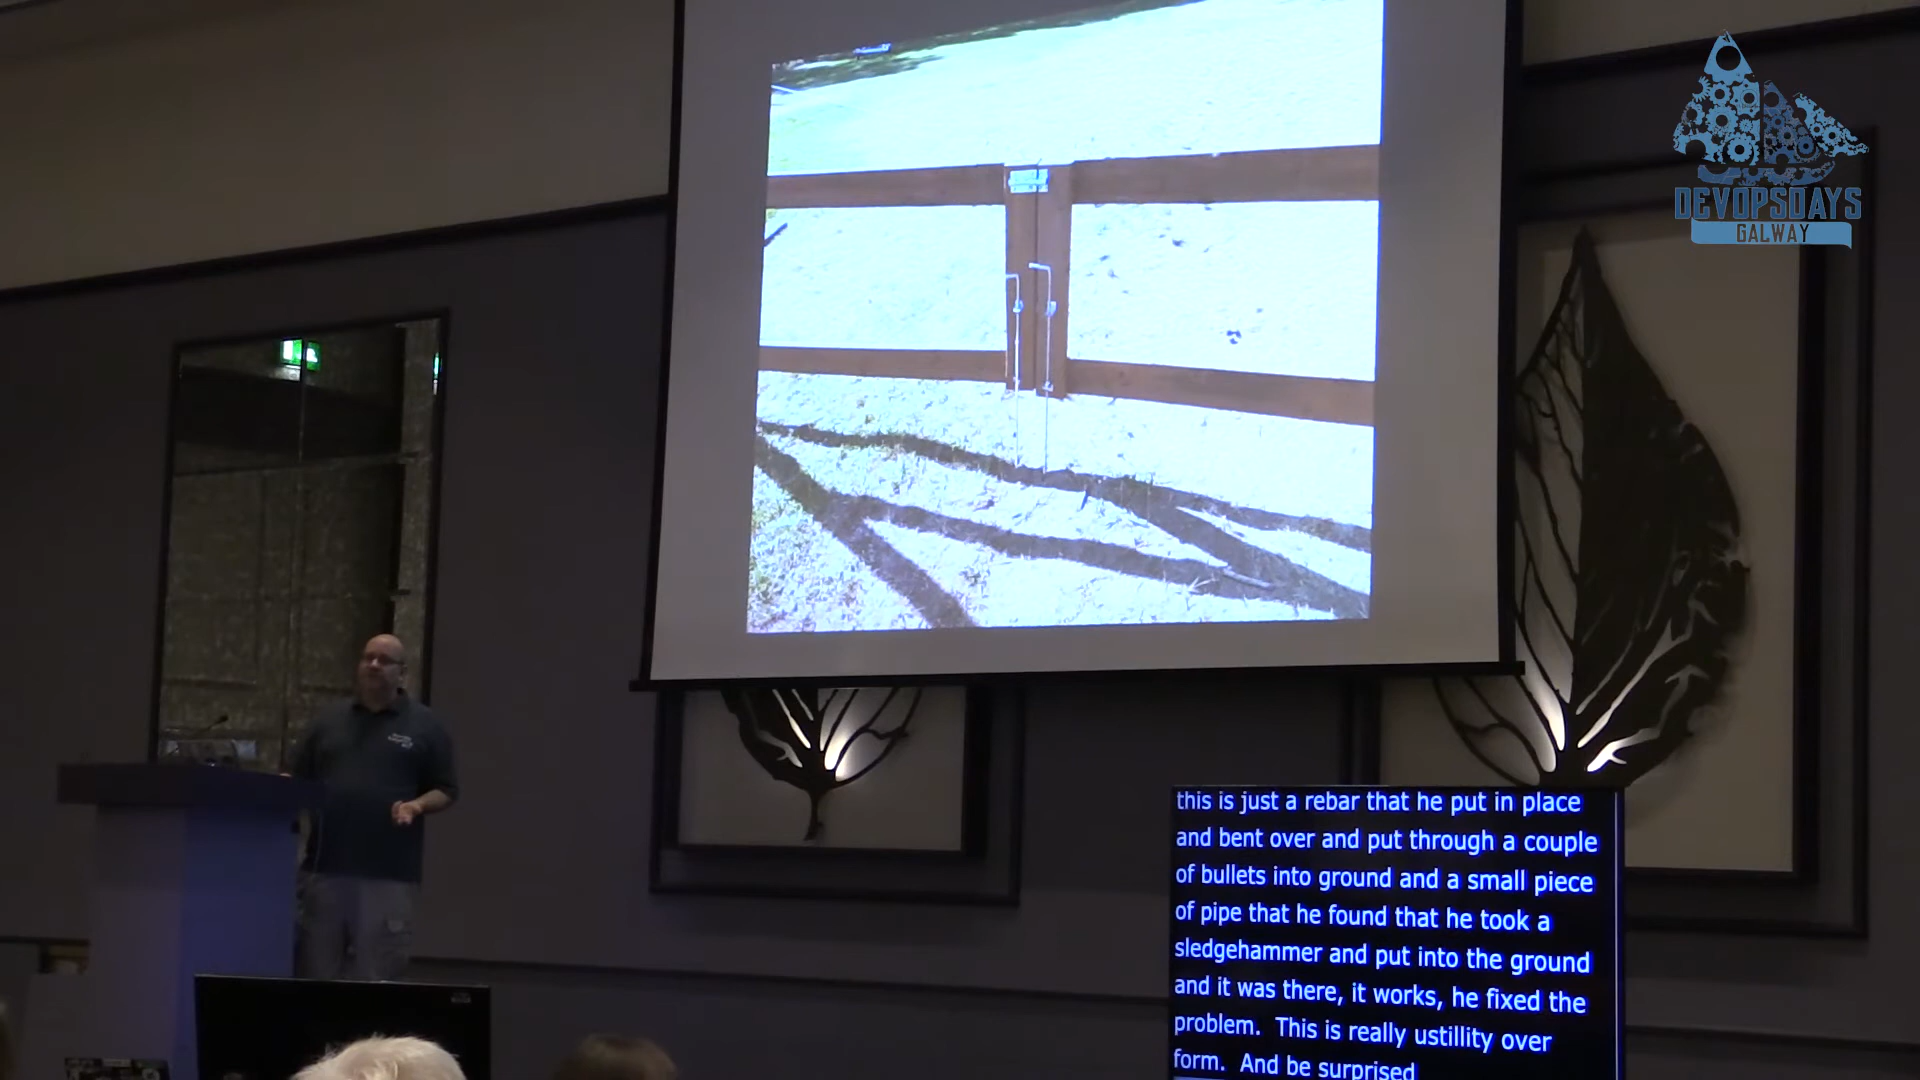 DEVOPSDAYS
GALWAY
this is just a rebar that he put in place
and bent over and put through a couple
of bullets into ground and a small piece
of pipe that he found that he took a
sledgehammer and put into the ground
and it was there, it works, he fixed the
problem.  This is really ustillity over
form.  And be surprised